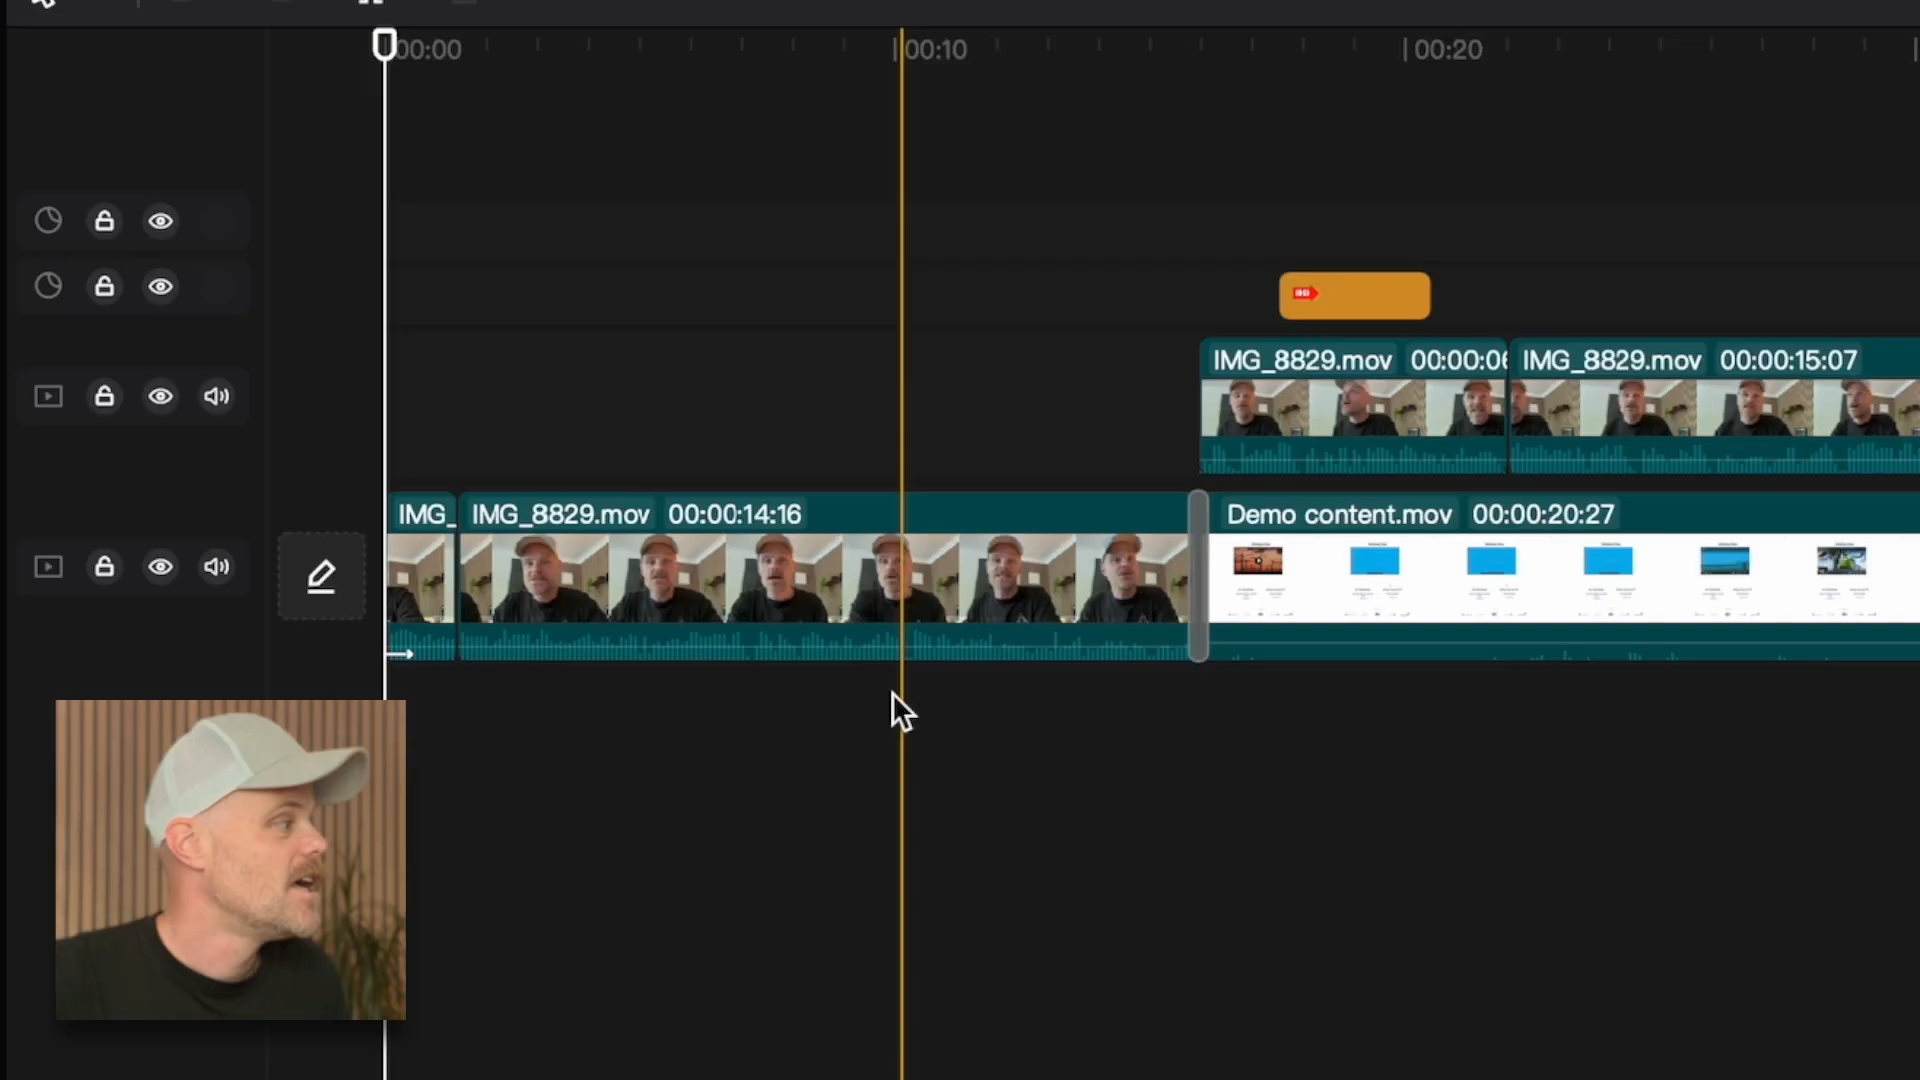 00:00
00:10
00:20
IMG_8829.mov 00:00:06
IMG_8829.mov 00:00:15:07
IMG_
IMG_8829.mov 00:00:14:16
Demo content.mov 00:00:20:27